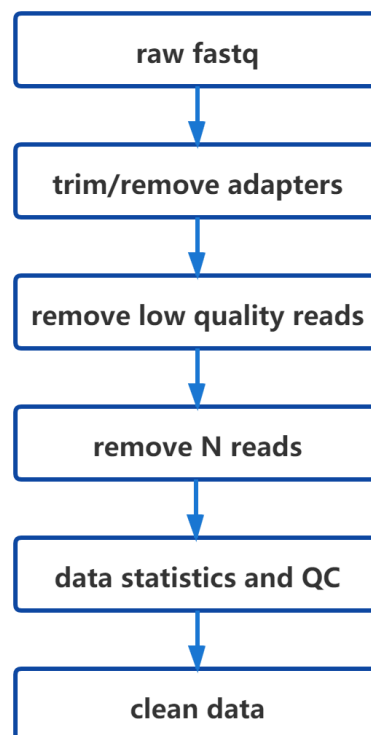 raw fastq
trim/remove adapters
remove low quality reads
remove N reads
data statistics and QC
clean data